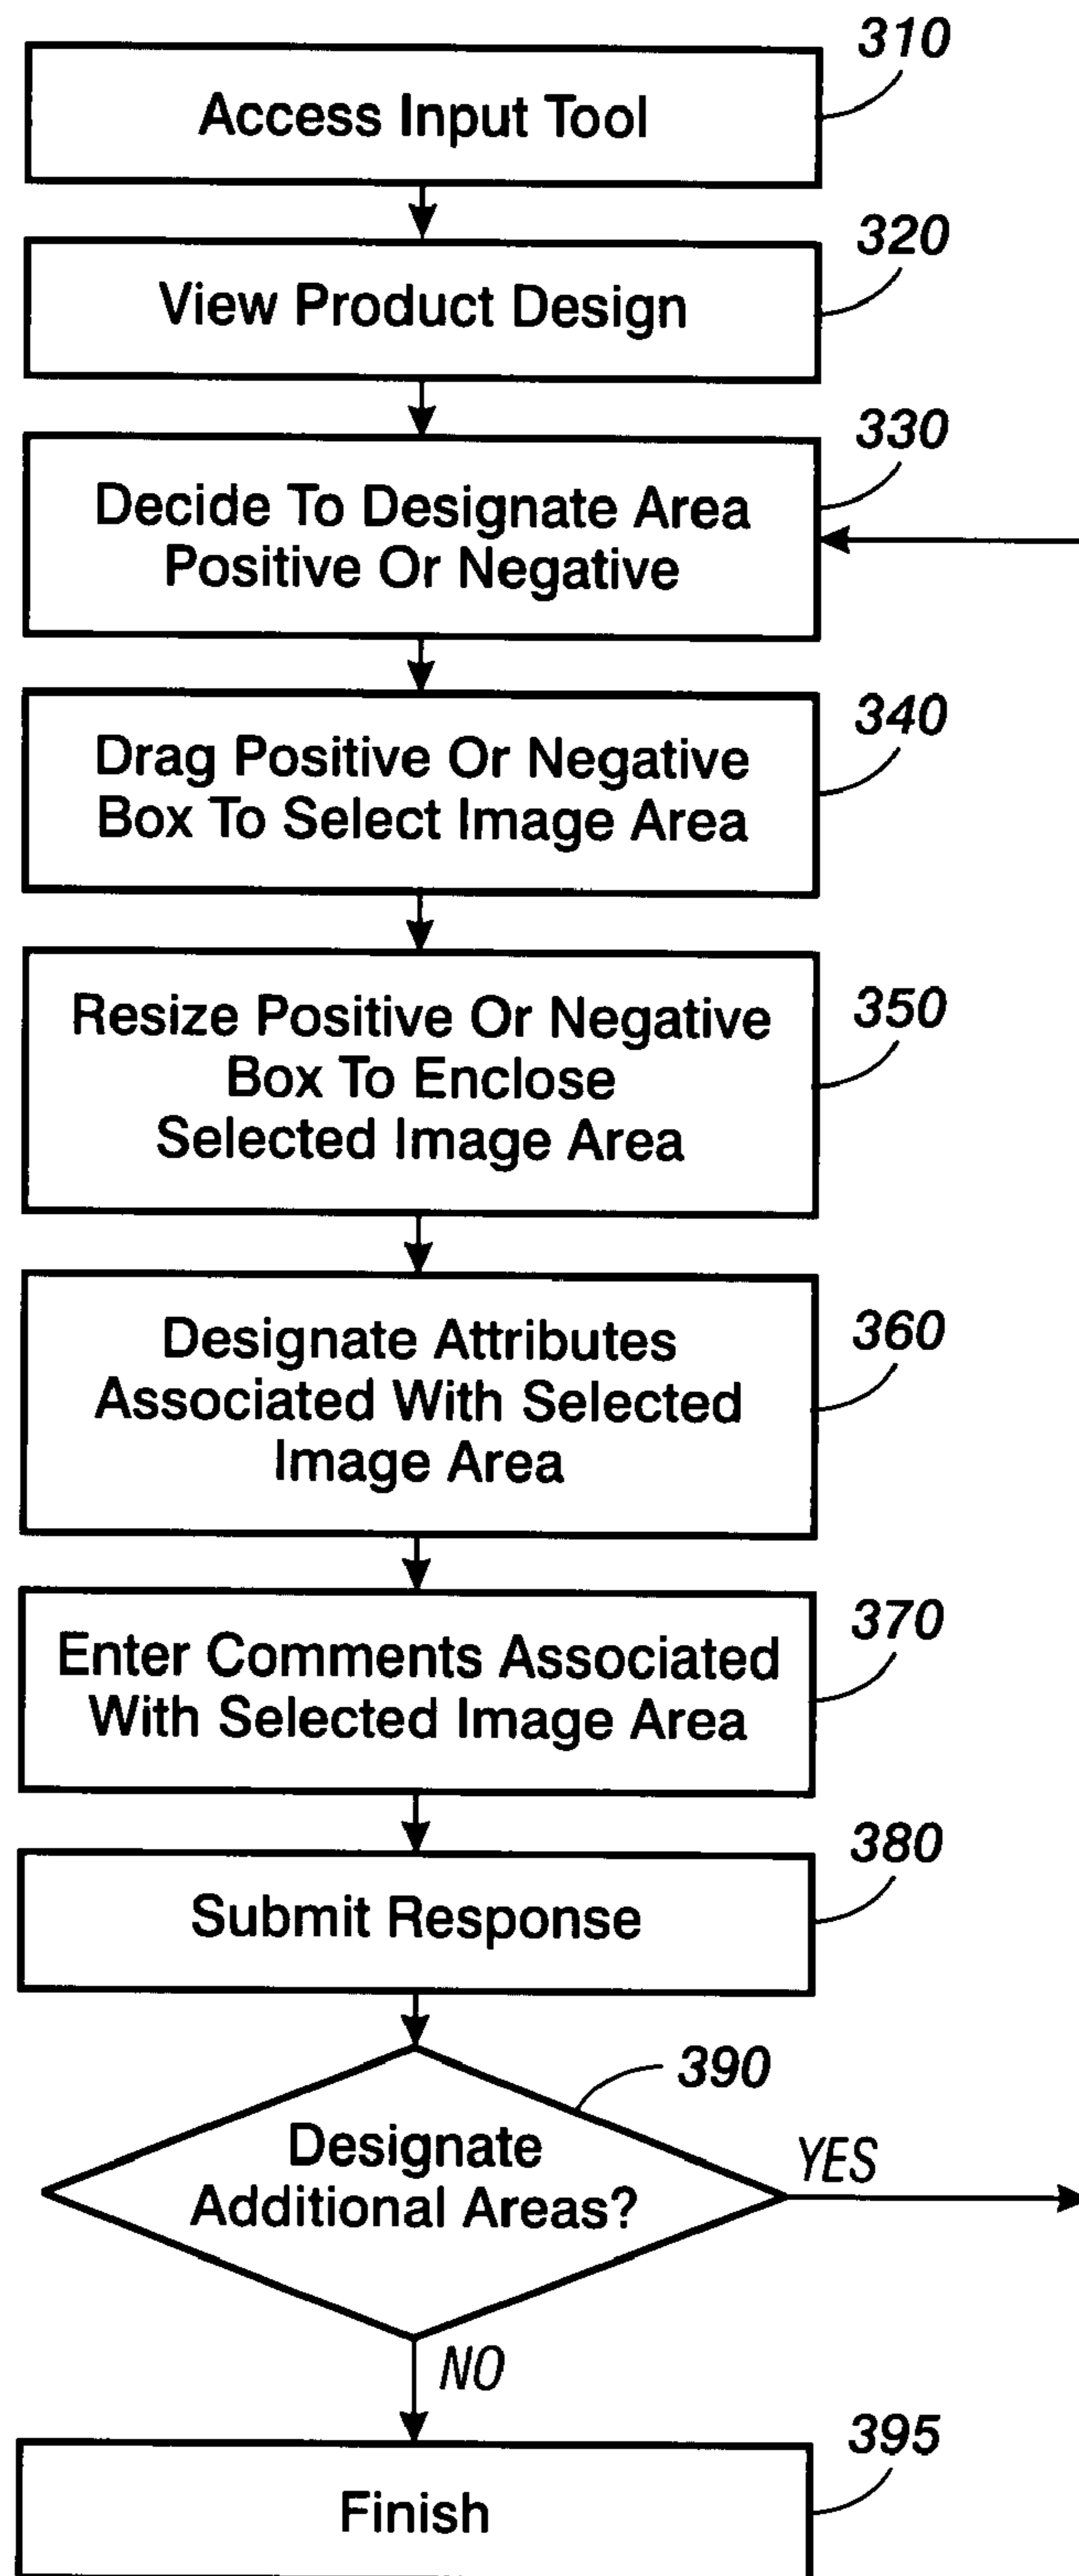 310
Access Input Tool
320
View Product Design
330
Decide To Designate Area
Positive Or Negative
340
Drag Positive Or Negative
Box To Select Image Area
350
Resize Positive Or Negative
Box To Enclose
Selected Image Area
360
Designate Attributes
Associated With Selected
Image Area
370
Enter Comments Associated
With Selected Image Area
380
Submit Response
390
Designate
Additional Areas?
YES
NO
395
Finish